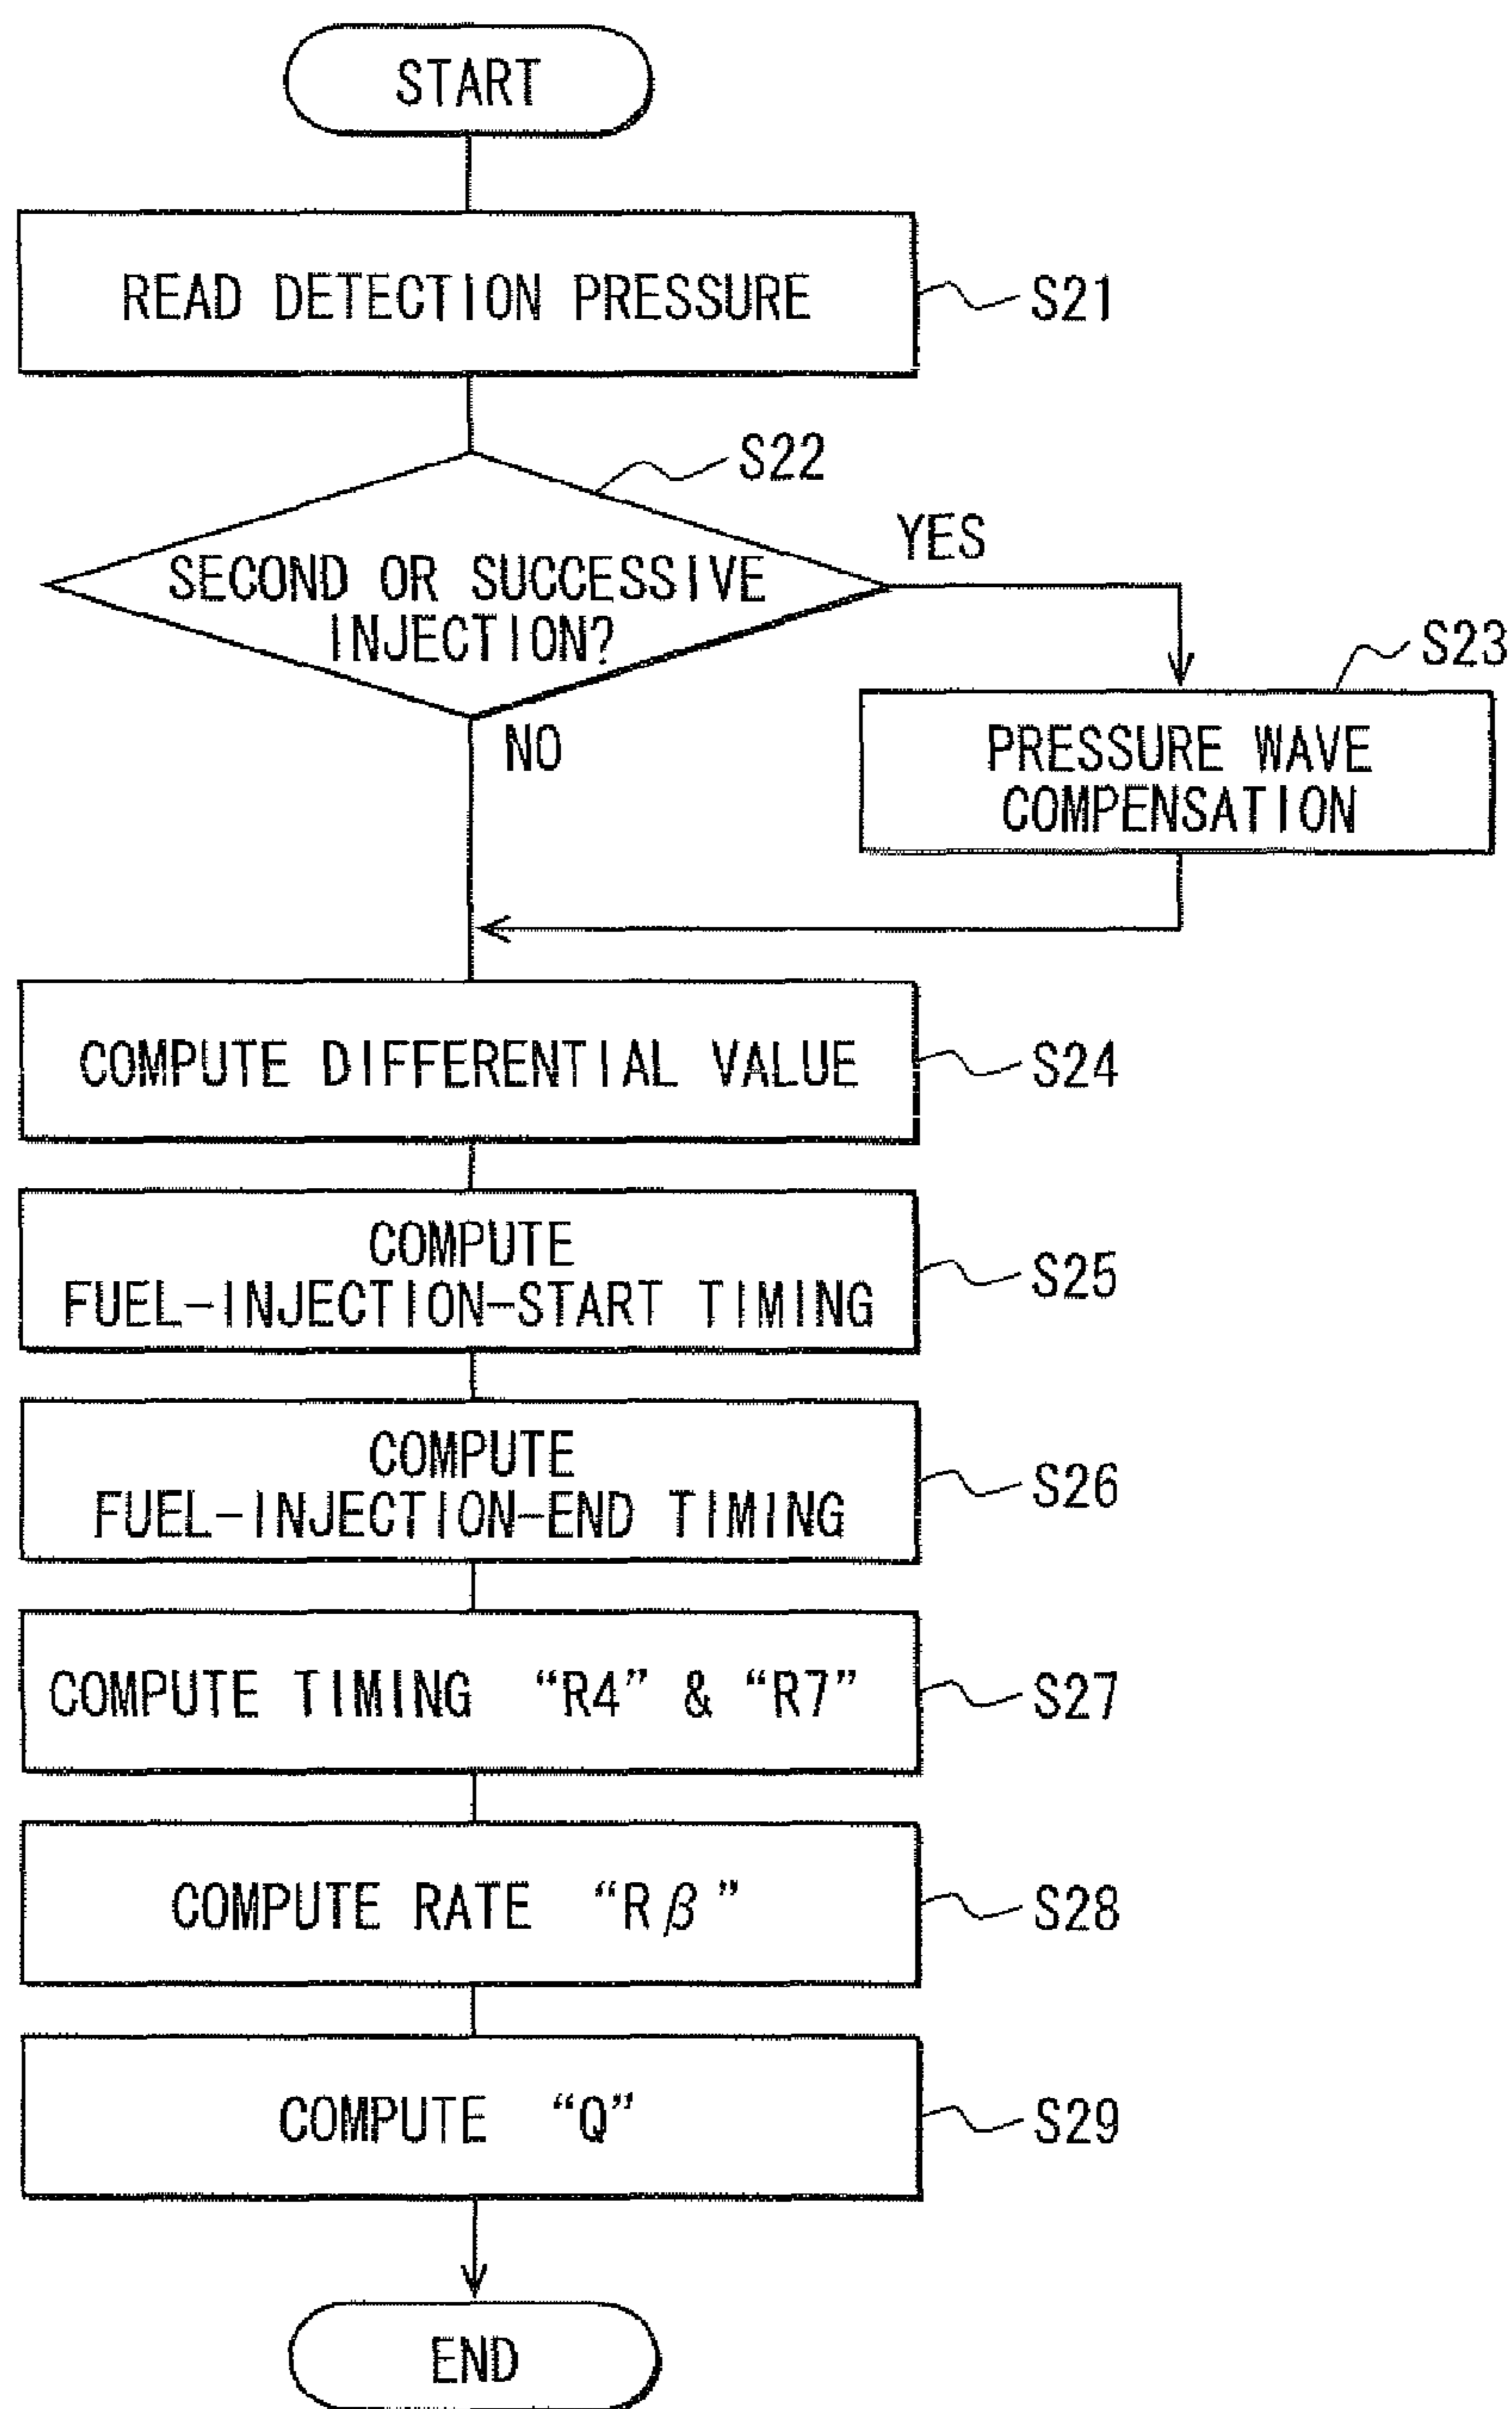 START
READ DETECTION PRESSURE
S21
S22
SECOND OR SUCCESSIVE
INJECTION?
YES
NO
S23
PRESSURE WAVE
COMPENSATION
COMPUTE DIFFERENTIAL VALUE
S24
COMPUTE
FUEL-INJECTION-START TIMING
S25
COMPUTE
FUEL-INJECTION-END TIMING
S26
COMPUTE TIMING “R4” & “R7”
S27
COMPUTE RATE “Rβ”
S28
COMPUTE “Q”
S29
END